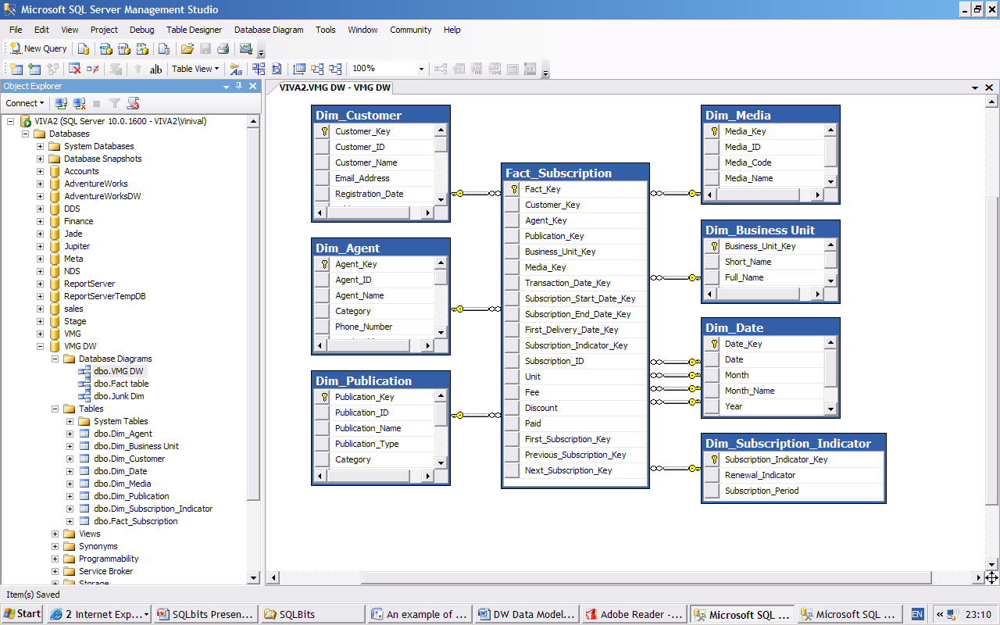 Microsoft SQL Server Management Studio
File Edit View Project Debug Table Designer Database Diagram Tools Window Community Help
New Query
ab Table View 100%
Object Explorer
Connect
VIVA2 (SQL Server 10.0.1600 - VIVA2\Vinival)
Databases
System Databases
Database Snapshots
Accounts
AdventureWorks
AdventureWorksDW
DDS
Finance
Jade
Jupiter
Meta
NDS
ReportServer
ReportServerTempDB
sales
Stage
VMG
VMG DW
Database Diagrams
dbo.VMG DW
dbo.Fact table
dbo.Junk Dim
Tables
System Tables
dbo.Dim_Agent
dbo.Dim_Business Unit
dbo.Dim_Customer
dbo.Dim_Date
dbo.Dim_Media
dbo.Dim_Publication
dbo.Dim_Subscription_Indicator
dbo.Fact_Subscription
Views
Synonyms
Programmability
Service Broker
Storage
VIVA2.VMG DW - VMG DW
Dim_Customer
Customer_Key
Customer_ID
Customer_Name
Email_Address
Registration_Date
Dim_Agent
Agent_Key
Agent_ID
Agent_Name
Category
Phone_Number
Dim_Publication
Publication_Key
Publication_ID
Publication_Name
Publication_Type
Category
Fact_Subscription
Fact_Key
Customer_Key
Agent_Key
Publication_Key
Business_Unit_Key
Media_Key
Transaction_Date_Key
Subscription_Start_Date_Key
Subscription_End_Date_Key
First_Delivery_Date_Key
Subscription_Indicator_Key
Subscription_ID
Unit
Fee
Discount
Paid
First_Subscription_Key
Previous_Subscription_Key
Next_Subscription_Key
Dim_Media
Media_Key
Media_ID
Media_Code
Media_Name
Dim_Business Unit
Business_Unit_Key
Short_Name
Full_Name
Dim_Date
Date_Key
Date
Month
Month_Name
Year
Dim_Subscription_Indicator
Subscription_Indicator_Key
Renewal_Indicator
Subscription_Period
Item(s) Saved
Start 2 Internet Exp... SQLbits Presen... SQLBits An example of ... DW Data Model... Adobe Reader -... Microsoft SQL ... Microsoft SQL ... EN « 23:10